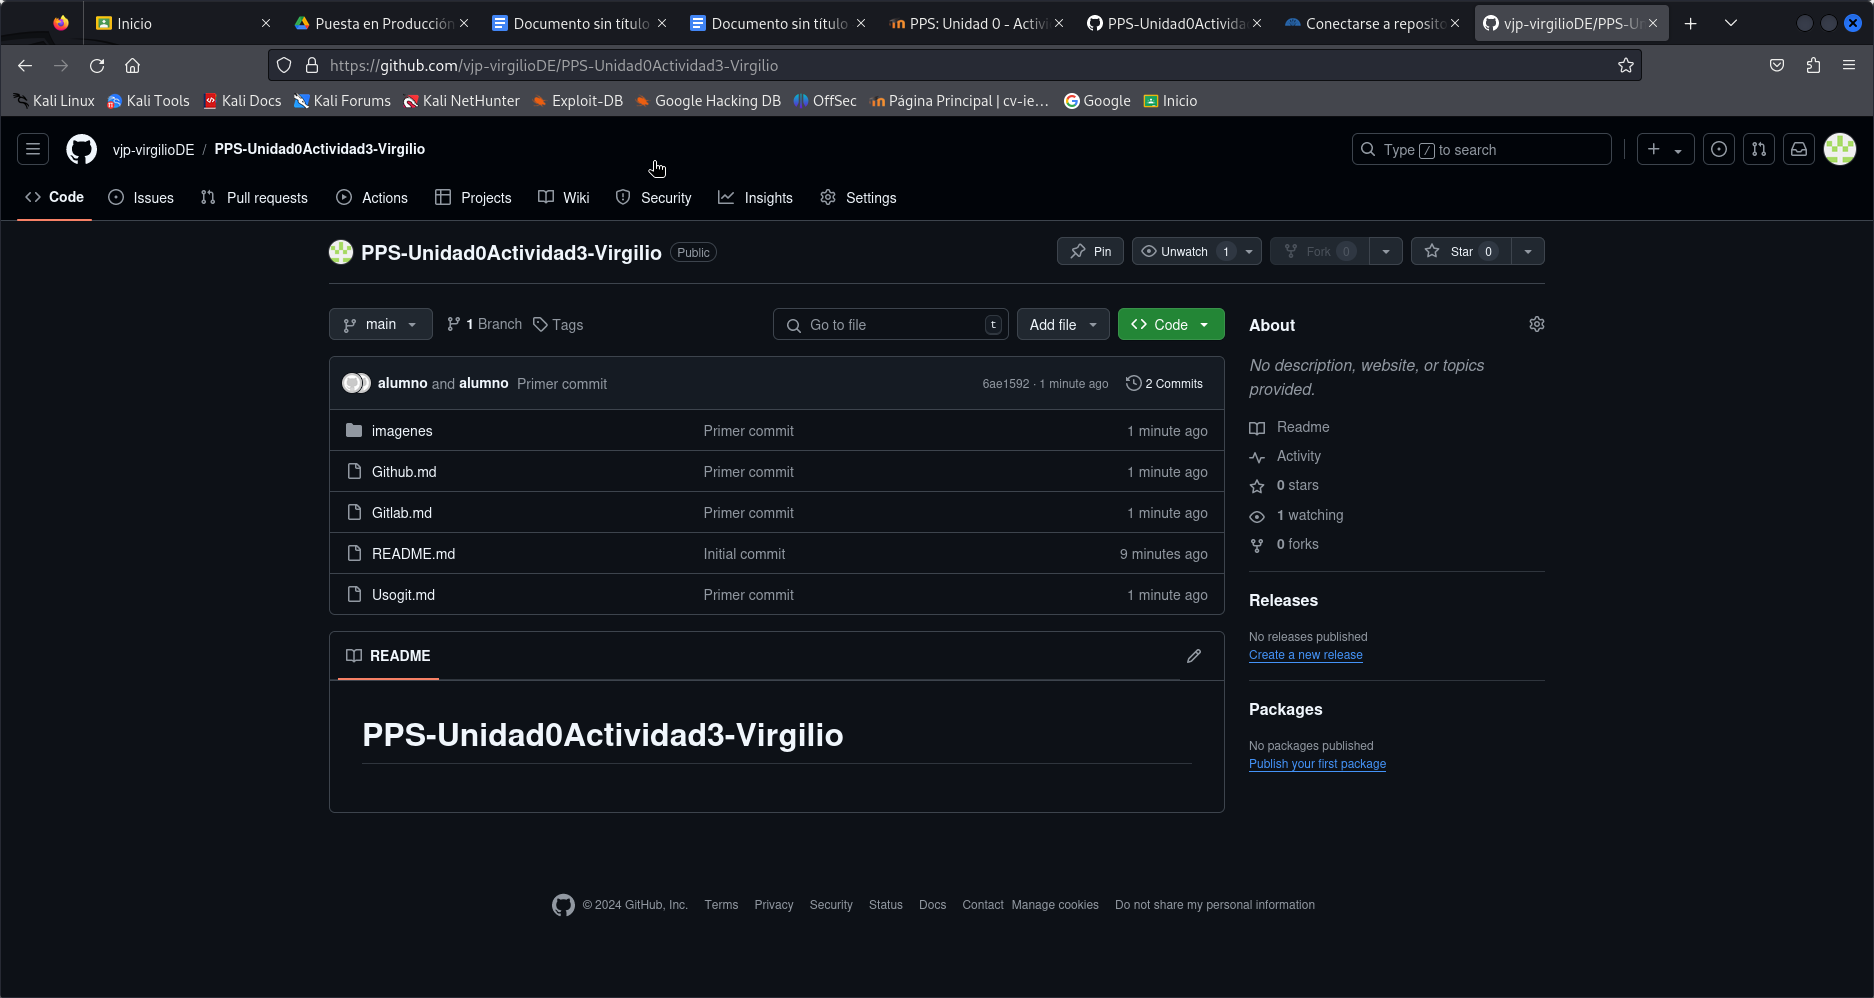 Inicio
Puesta en Producción
Documento sin título
Documento sin título
PPS: Unidad 0 - Activi
PPS-Unidad0Activida
Conectarse a reposito
vjp-virgilioDE/PPS-Un
https://github.com/vjp-virgilioDE/PPS-Unidad0Actividad3-Virgilio
Kali Linux Kali Tools Kali Docs Kali Forums Kali NetHunter Exploit-DB Google Hacking DB OffSec Página Principal | cv-ie... Google Inicio
vjp-virgilioDE / PPS-Unidad0Actividad3-Virgilio
Type / to search
Code Issues Pull requests Actions Projects Wiki Security Insights Settings
PPS-Unidad0Actividad3-Virgilio Public
Pin Unwatch 1 Fork 0 Star 0
main 1 Branch Tags Go to file t Add file Code
alumno and alumno Primer commit 6ae1592 · 1 minute ago 2 Commits
imagenes Primer commit 1 minute ago
Github.md Primer commit 1 minute ago
Gitlab.md Primer commit 1 minute ago
README.md Initial commit 9 minutes ago
Usogit.md Primer commit 1 minute ago
README
PPS-Unidad0Actividad3-Virgilio
About
No description, website, or topics
provided.
Readme
Activity
0 stars
1 watching
0 forks
Releases
No releases published
Create a new release
Packages
No packages published
Publish your first package
© 2024 GitHub, Inc. Terms Privacy Security Status Docs Contact Manage cookies Do not share my personal information